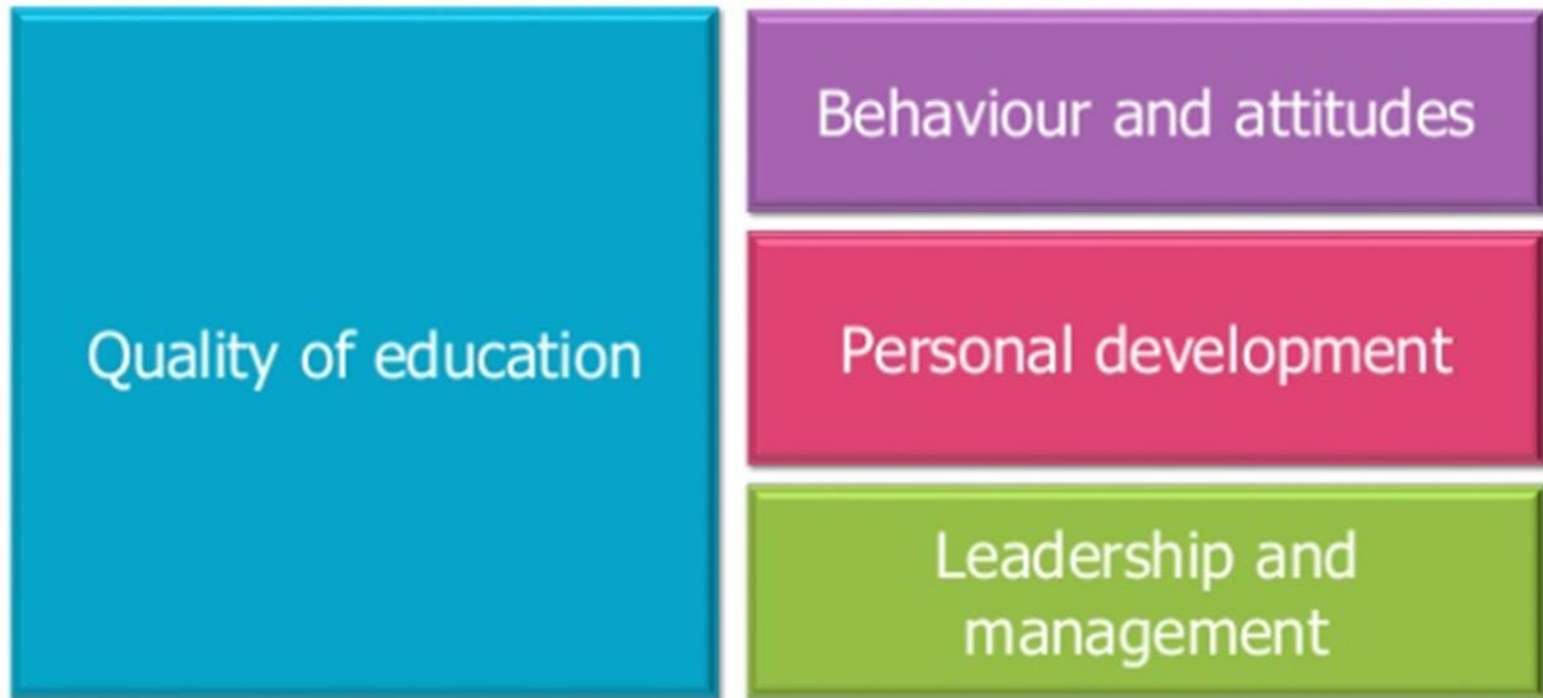 Quality of education
Behaviour and attitudes
Personal development
Leadership and
management